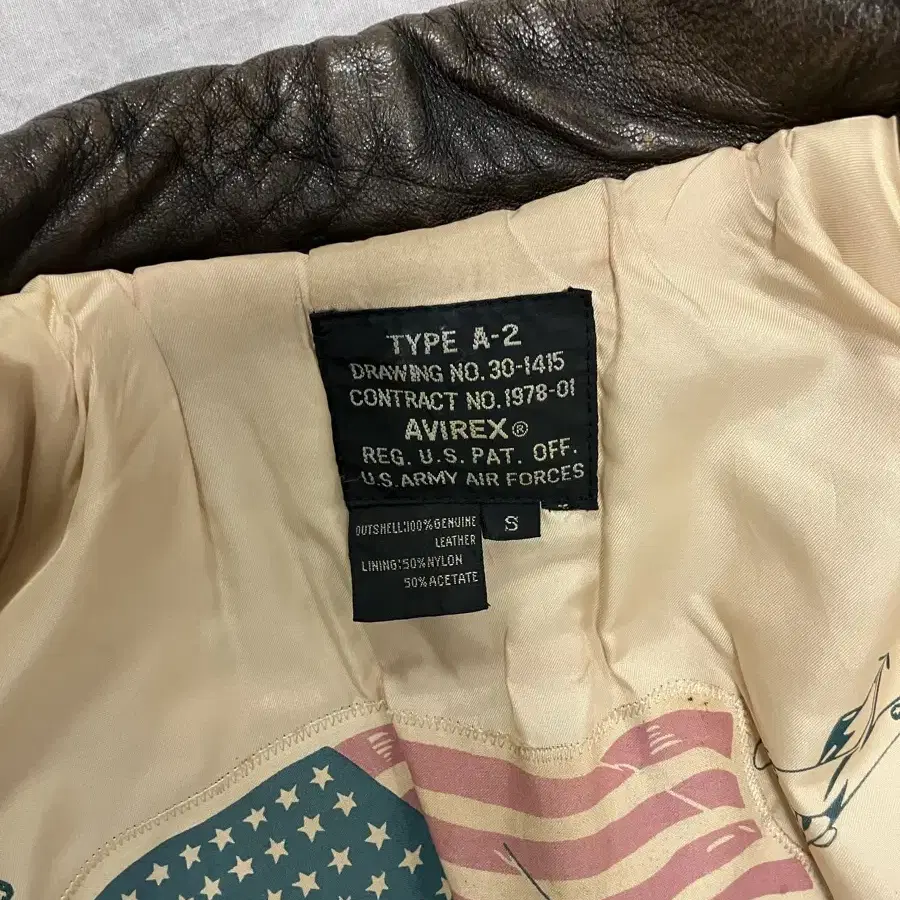 TYPE A-2
DRAWING NO. 30-1415
CONTRACT NO. 1978-01
AVIREX®
REG. U.S. PAT. OFF.
U.S. ARMY AIR FORCES
S
OUTSHELL:100%GENUINE
LEATHER
LINING:50%NYLON
50%ACETATE